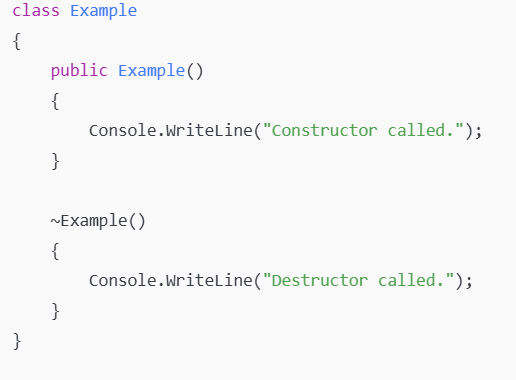 class Example
{
    public Example()
    {
        Console.WriteLine("Constructor called.");
    }

    ~Example()
    {
        Console.WriteLine("Destructor called.");
    }
}